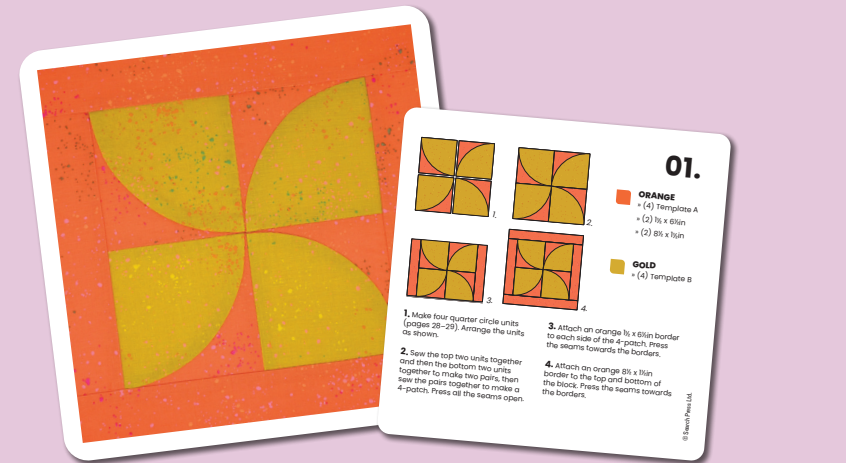 01.
1.
2.
3.
4.
ORANGE
» (4) Template A
» (2) 1½ x 6½in
» (2) 8½ x 1½in
GOLD
» (4) Template B
1. Make four quarter circle units
(pages 28–29). Arrange the units
as shown.
2. Sew the top two units together
and then the bottom two units
together to make two pairs, then
sew the pairs together to make a
4-patch. Press all the seams open.
3. Attach an orange 1½ x 6½in border
to each side of the 4-patch. Press
the seams towards the borders.
4. Attach an orange 8½ x 1½in
border to the top and bottom of
the block. Press the seams towards
the borders.
© Search Press Ltd.